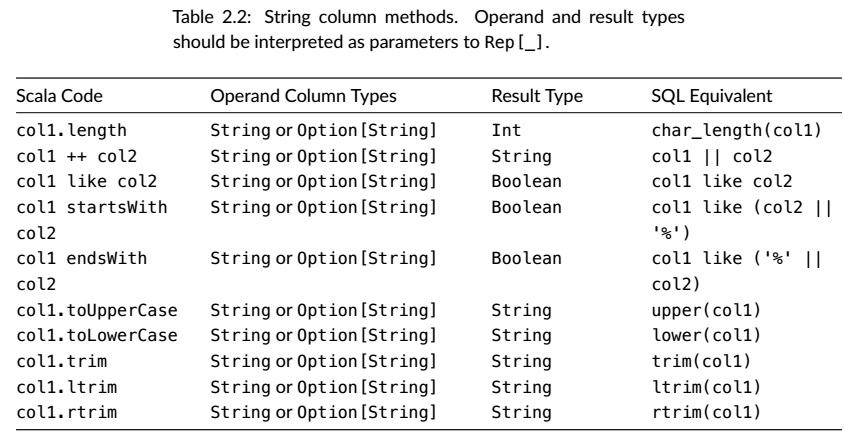 Table 2.2: String column methods. Operand and result types
should be interpreted as parameters to Rep[_].
Scala Code Operand Column Types Result Type SQL Equivalent
col1.length String or Option[String] Int char_length(col1)
col1 ++ col2 String or Option[String] String col1 || col2
col1 like col2 String or Option[String] Boolean col1 like col2
col1 startsWith String or Option[String] Boolean col1 like (col2 ||
col2 '%')
col1 endsWith String or Option[String] Boolean col1 like ('%' ||
col2 col2)
col1.toUpperCase String or Option[String] String upper(col1)
col1.toLowerCase String or Option[String] String lower(col1)
col1.trim String or Option[String] String trim(col1)
col1.ltrim String or Option[String] String ltrim(col1)
col1.rtrim String or Option[String] String rtrim(col1)